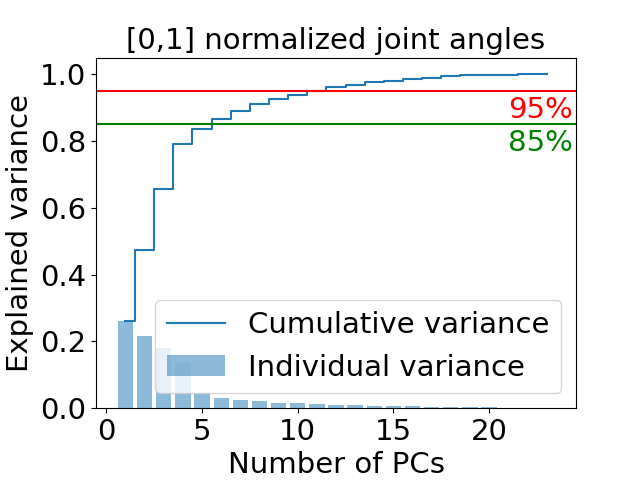 [0,1] normalized joint angles
Explained variance
1.0
0.8
0.6
0.4
0.2
0.0
95%
85%
Cumulative variance
Individual variance
0 5 10 15 20
Number of PCs